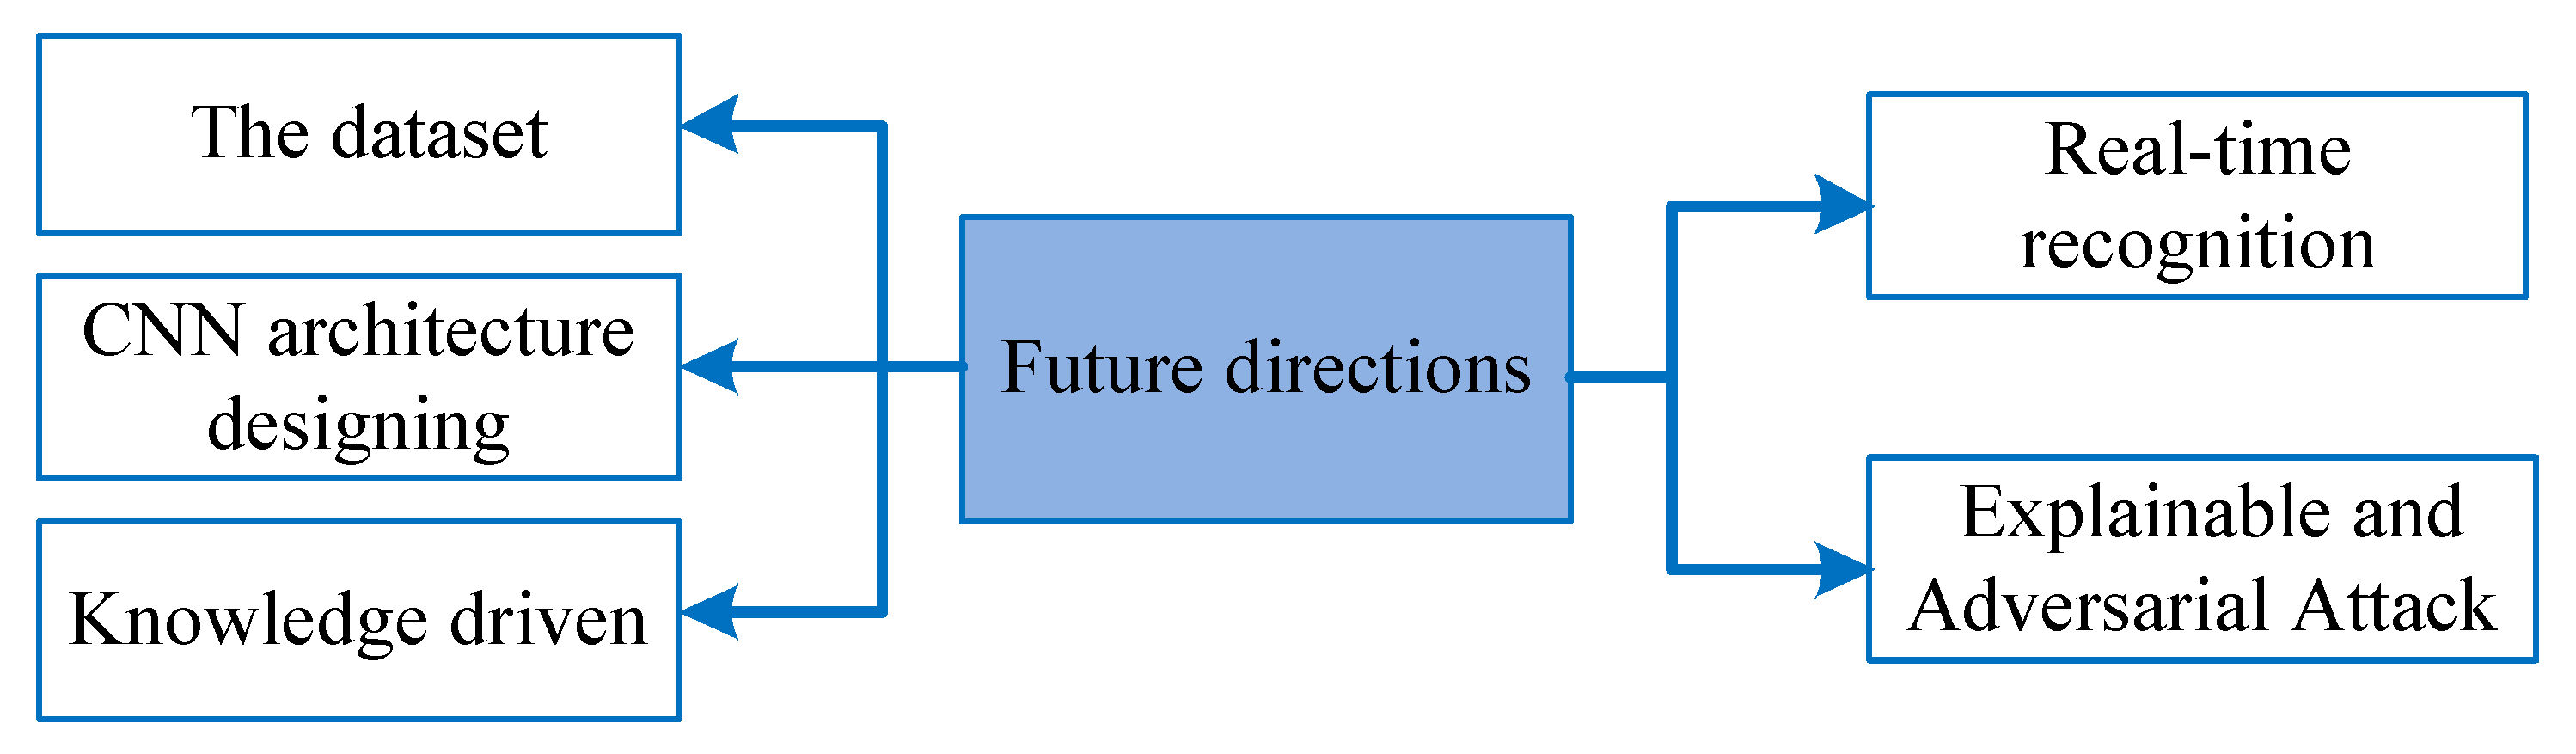 The dataset
CNN architecture
designing
Knowledge driven
Future directions
Real-time
recognition
Explainable and
Adversarial Attack